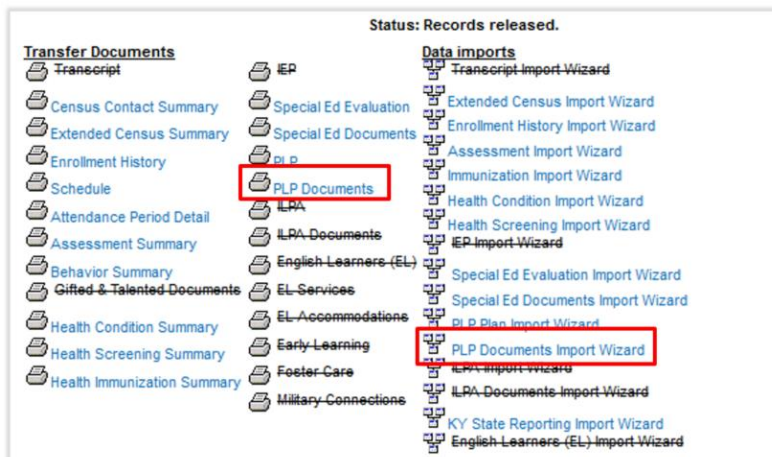 Status: Records released.
Transfer Documents
Transcript
Census Contact Summary
Extended Census Summary
Enrollment History
Schedule
Attendance Period Detail
Assessment Summary
Behavior Summary
Gifted & Talented Documents
Health Condition Summary
Health Screening Summary
Health Immunization Summary
IEP
Special Ed Evaluation
Special Ed Documents
PLP
PLP Documents
ILPA
ILPA Documents
English Learners (EL)
EL Services
EL Accommodations
Early Learning
Foster Care
Military Connections
Data imports
Transcript Import Wizard
Extended Census Import Wizard
Enrollment History Import Wizard
Assessment Import Wizard
Immunization Import Wizard
Health Condition Import Wizard
Health Screening Import Wizard
IEP Import Wizard
Special Ed Evaluation Import Wizard
Special Ed Documents Import Wizard
PLP Plan Import Wizard
PLP Documents Import Wizard
ILPA Import Wizard
ILPA Documents Import Wizard
KY State Reporting Import Wizard
English Learners (EL) Import Wizard